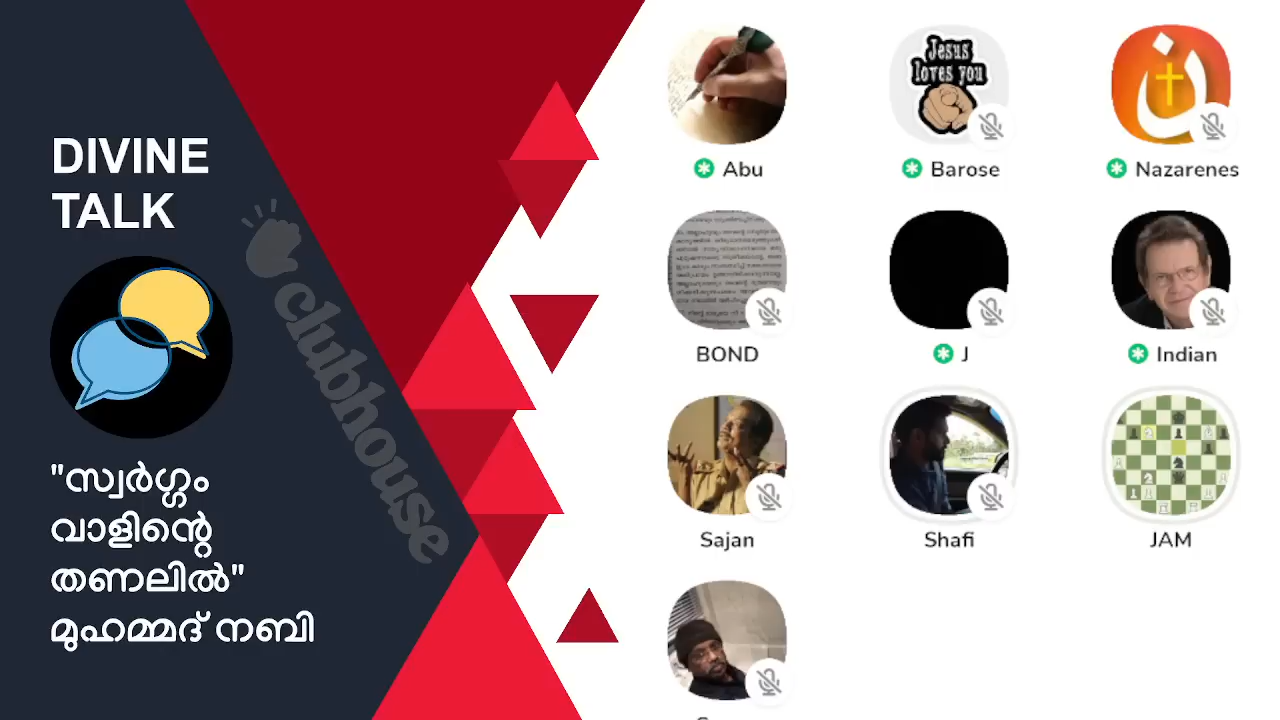 DIVINE
TALK
clubhouse
"സ്വർഗ്ഗം
വാളിന്റെ
തണലിൽ"
മുഹമ്മദ് നബി
Jesus
loves you
ن
Abu
Barose
Nazarenes
BOND
J
Indian
Sajan
Shafi
JAM